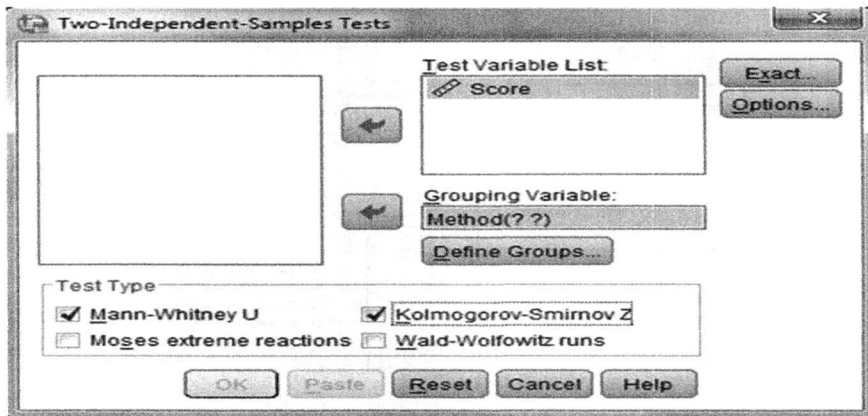 Two-Independent-Samples Tests
Test Variable List:
Score
Exact...
Options...
Grouping Variable:
Method(? ?)
Define Groups...
Test Type
Mann-Whitney U
Kolmogorov-Smirnov Z
Moses extreme reactions
Wald-Wolfowitz runs
OK
Paste
Reset
Cancel
Help